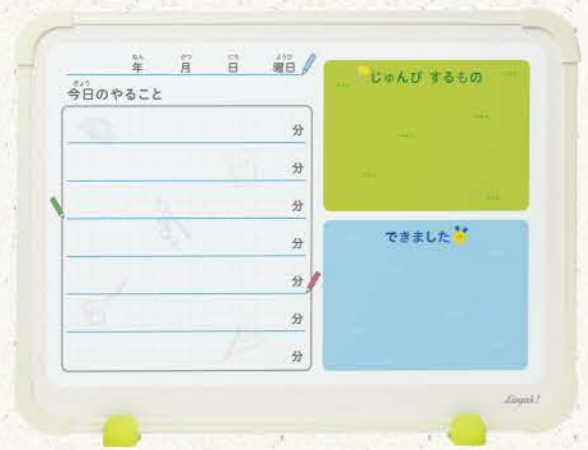 年 月 日 曜日
ねん がつ にち ようび
今日のやること
きょう
分
分
分
分
分
分
分
じゅんび するもの
できました